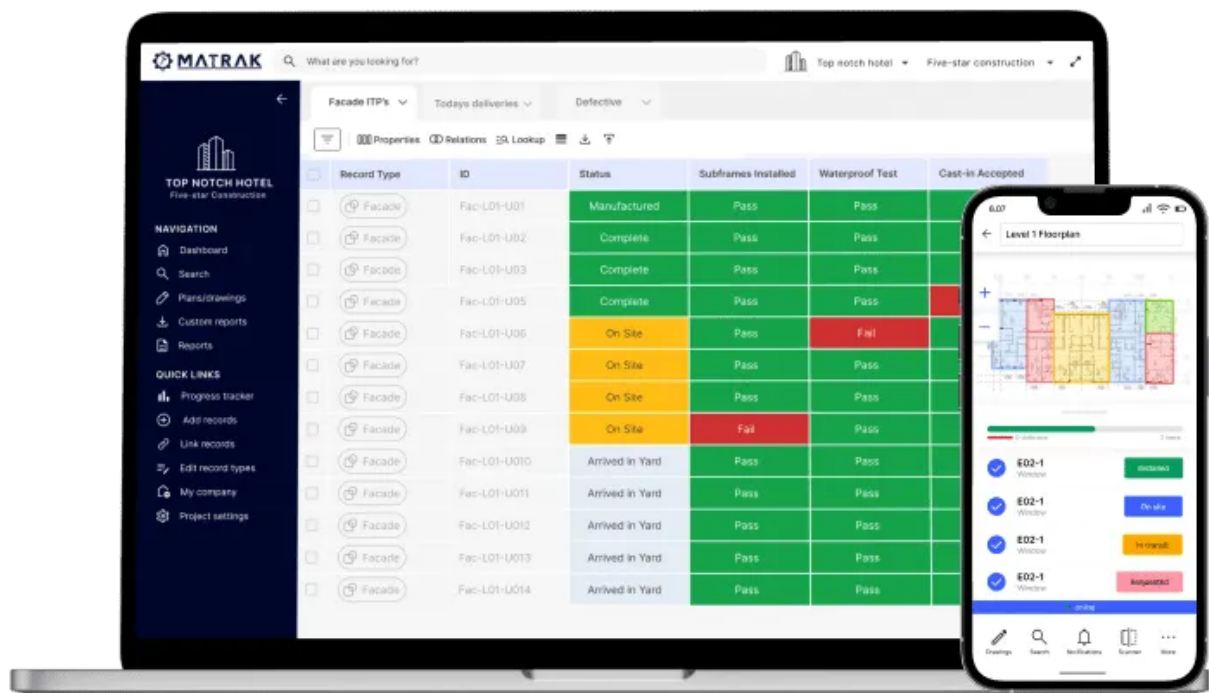 MATRAK
What are you looking for?
Top notch hotel
Five-star construction
TOP NOTCH HOTEL
Five-star Construction
NAVIGATION
Dashboard
Search
Plans/drawings
Custom reports
Reports
QUICK LINKS
Progress tracker
Add records
Link records
Edit record types
My company
Project settings
Facade ITP's
Todays deliveries
Defective
Properties Relations Lookup
Record Type ID Status Subframes Installed Waterproof Test Cast-in Accepted
Facade Fac-L01-U01 Manufactured Pass Pass
Facade Fac-L01-U02 Complete Pass Pass
Facade Fac-L01-U03 Complete Pass Pass
Facade Fac-L01-U05 Complete Pass Pass
Facade Fac-L01-U06 On Site Pass Fail
Facade Fac-L01-U07 On Site Pass Pass
Facade Fac-L01-U08 On Site Pass Pass
Facade Fac-L01-U09 On Site Fail Pass
Facade Fac-L01-U010 Arrived in Yard Pass Pass
Facade Fac-L01-U011 Arrived in Yard Pass Pass
Facade Fac-L01-U012 Arrived in Yard Pass Pass
Facade Fac-L01-U013 Arrived in Yard Pass Pass
Facade Fac-L01-U014 Arrived in Yard Pass Pass
6:07
Level 1 Floorplan
E02-1
Window
Installed
E02-1
Window
On site
E02-1
Window
In transit
E02-1
Window
Requested
Drawings Search Notifications Scanner More